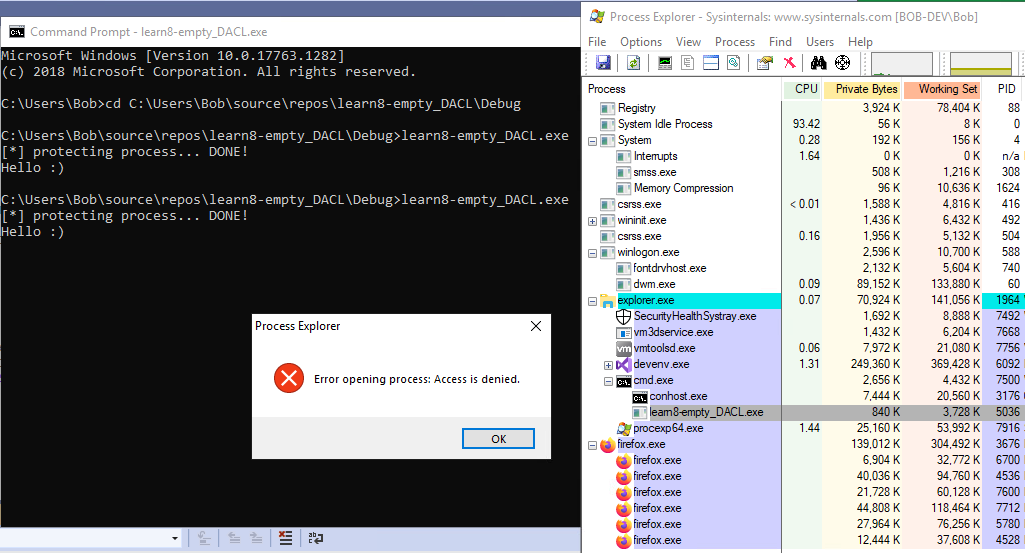 Command Prompt - learn8-empty_DACL.exe
Microsoft Windows [Version 10.0.17763.1282]
(c) 2018 Microsoft Corporation. All rights reserved.
C:\Users\Bob>cd C:\Users\Bob\source\repos\learn8-empty_DACL\Debug
C:\Users\Bob\source\repos\learn8-empty_DACL\Debug>learn8-empty_DACL.exe
[*] protecting process... DONE!
Hello :)
C:\Users\Bob\source\repos\learn8-empty_DACL\Debug>learn8-empty_DACL.exe
[*] protecting process... DONE!
Hello :)
Process Explorer
Error opening process: Access is denied.
OK
Process Explorer - Sysinternals: www.sysinternals.com [BOB-DEV\Bob]
File Options View Process Find Users Help
Process CPU Private Bytes Working Set PID
Registry 3,924 K 78,404 K 88
System Idle Process 93.42 56 K 8 K 0
System 0.28 192 K 156 K 4
Interrupts 1.64 0 K 0 K n/a
smss.exe 508 K 1,216 K 308
Memory Compression 96 K 10,636 K 1624
csrss.exe < 0.01 1,588 K 4,816 K 416
wininit.exe 1,436 K 6,432 K 492
csrss.exe 0.16 1,956 K 5,132 K 504
winlogon.exe 2,596 K 10,700 K 588
fontdrvhost.exe 2,132 K 5,604 K 740
dwm.exe 0.09 89,152 K 133,880 K 60
explorer.exe 0.07 70,924 K 141,056 K 1964
SecurityHealthSystray.exe 1,692 K 8,888 K 7492
vm3dservice.exe 1,432 K 6,204 K 7668
vmtoolsd.exe 0.06 7,972 K 21,080 K 7756
devenv.exe 1.31 249,360 K 369,428 K 6092
cmd.exe 2,656 K 4,432 K 7500
conhost.exe 7,444 K 20,560 K 3176
learn8-empty_DACL.exe 840 K 3,728 K 5036
procexp64.exe 1.44 25,160 K 53,992 K 7916
firefox.exe 139,012 K 304,492 K 3676
firefox.exe 6,904 K 32,772 K 6700
firefox.exe 40,036 K 94,760 K 4536
firefox.exe 21,728 K 60,128 K 7600
firefox.exe 44,808 K 118,464 K 7712
firefox.exe 27,964 K 76,256 K 5780
firefox.exe 12,444 K 37,608 K 4528